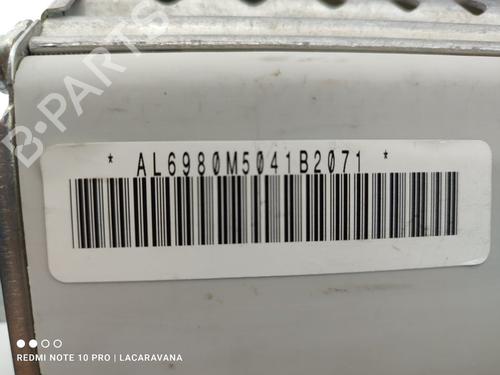 B-PARTS
* AL6980M5041B2071 *
REDMI NOTE 10 PRO | LACARAVANA